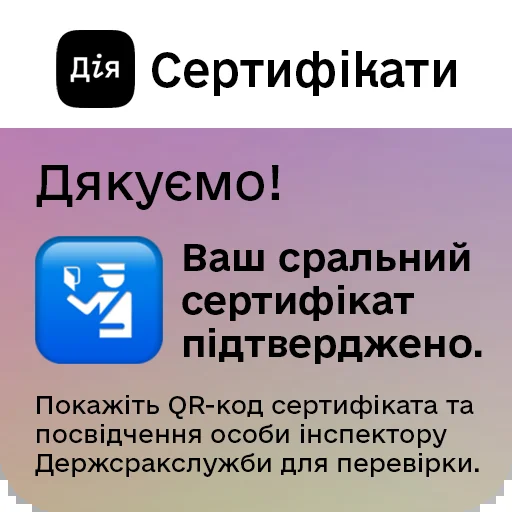 Дія Сертифікати
Дякуємо!
Ваш сральний
сертифікат
підтверджено.
Покажіть QR-код сертифіката та
посвідчення особи інспектору
Держсракслужби для перевірки.